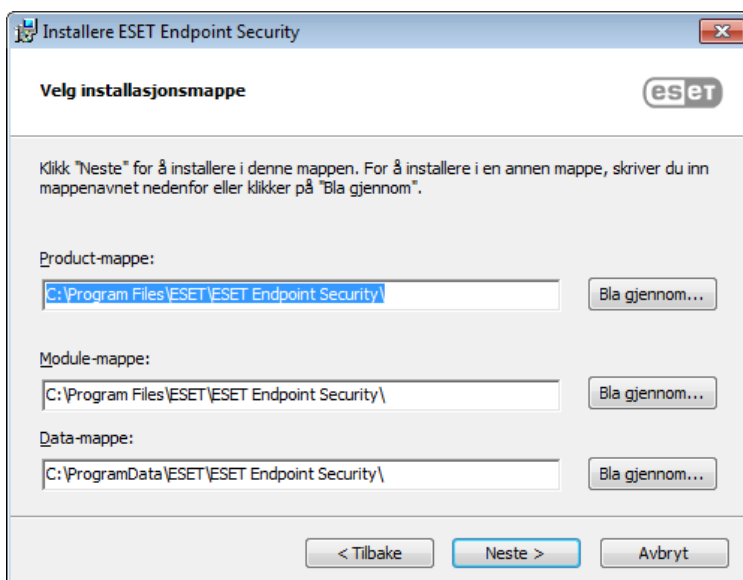 Installere ESET Endpoint Security
Velg installasjonsmappe
eseT
Klikk "Neste" for å installere i denne mappen. For å installere i en annen mappe, skriver du inn
mappenavnet nedenfor eller klikker på "Bla gjennom".
Product-mappe:
C:\Program Files\ESET\ESET Endpoint Security\
Bla gjennom...
Module-mappe:
C:\Program Files\ESET\ESET Endpoint Security\
Bla gjennom...
Data-mappe:
C:\ProgramData\ESET\ESET Endpoint Security\
Bla gjennom...
< Tilbake
Neste >
Avbryt